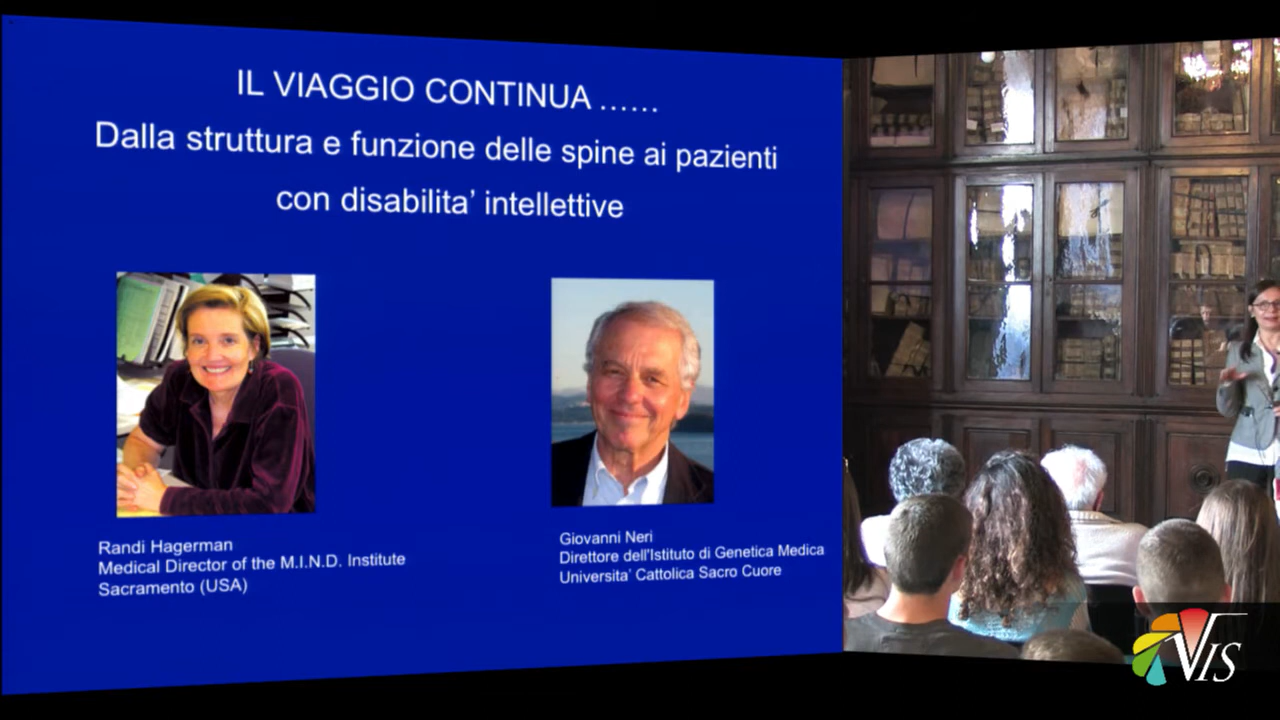 IL VIAGGIO CONTINUA ......
Dalla struttura e funzione delle spine ai pazienti
con disabilita' intellettive
Randi Hagerman
Medical Director of the M.I.N.D. Institute
Sacramento (USA)
Giovanni Neri
Direttore dell'Istituto di Genetica Medica
Universita' Cattolica Sacro Cuore
VIS